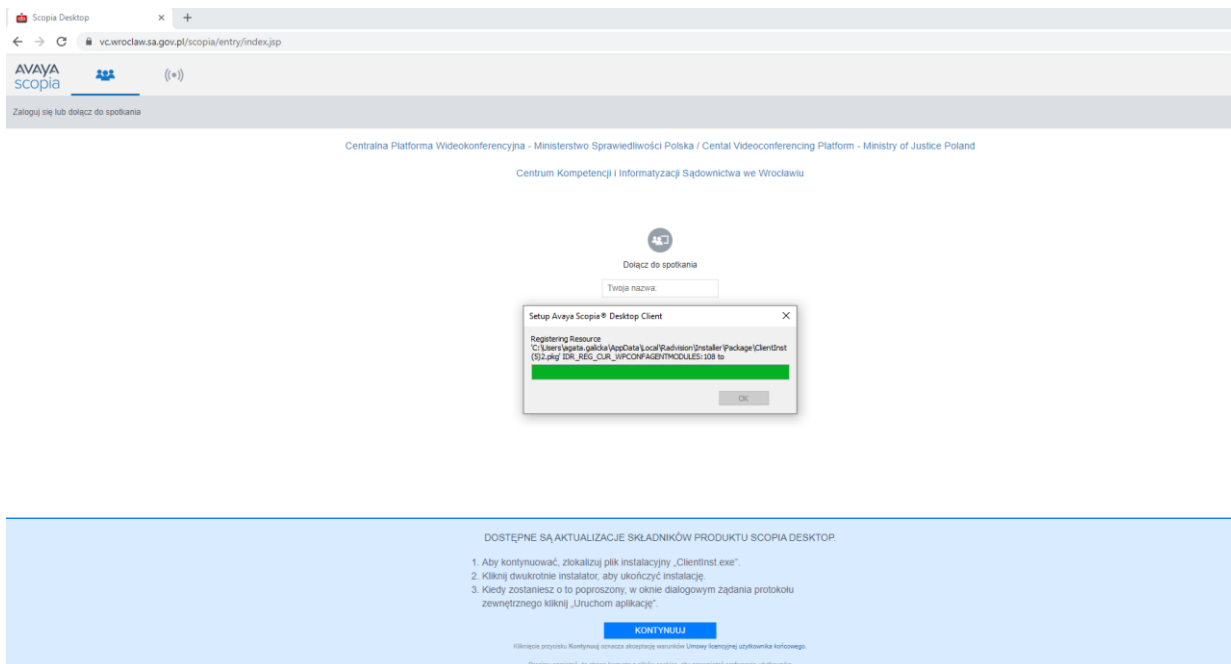 Scopia Desktop
vc.wroclaw.sa.gov.pl/scopia/entry/index.jsp
AVAYA
scopia
Zaloguj się lub dołącz do spotkania
Centralna Platforma Wideokonferencyjna - Ministerstwo Sprawiedliwości Polska / Cental Videoconferencing Platform - Ministry of Justice Poland
Centrum Kompetencji i Informatyzacji Sądownictwa we Wrocławiu
Dołącz do spotkania
Twoja nazwa:
Setup Avaya Scopia® Desktop Client
Registering Resource
'C:\Users\agata.galicka\AppData\Local\Radvision\Installer\Package\ClientInst
(5)2.pkg' IDR_REG_CUR_WPCONFAGENTMODULES:108 to
OK
DOSTĘPNE SĄ AKTUALIZACJE SKŁADNIKÓW PRODUKTU SCOPIA DESKTOP.
1. Aby kontynuować, zlokalizuj plik instalacyjny „ClientInst.exe”.
2. Kliknij dwukrotnie instalator, aby ukończyć instalację.
3. Kiedy zostaniesz o to poproszony, w oknie dialogowym żądania protokołu
zewnętrznego kliknij „Uruchom aplikację”.
KONTYNUUJ
Kliknięcie przycisku Kontynuuj oznacza akceptację warunków Umowy licencyjnej użytkownika końcowego.